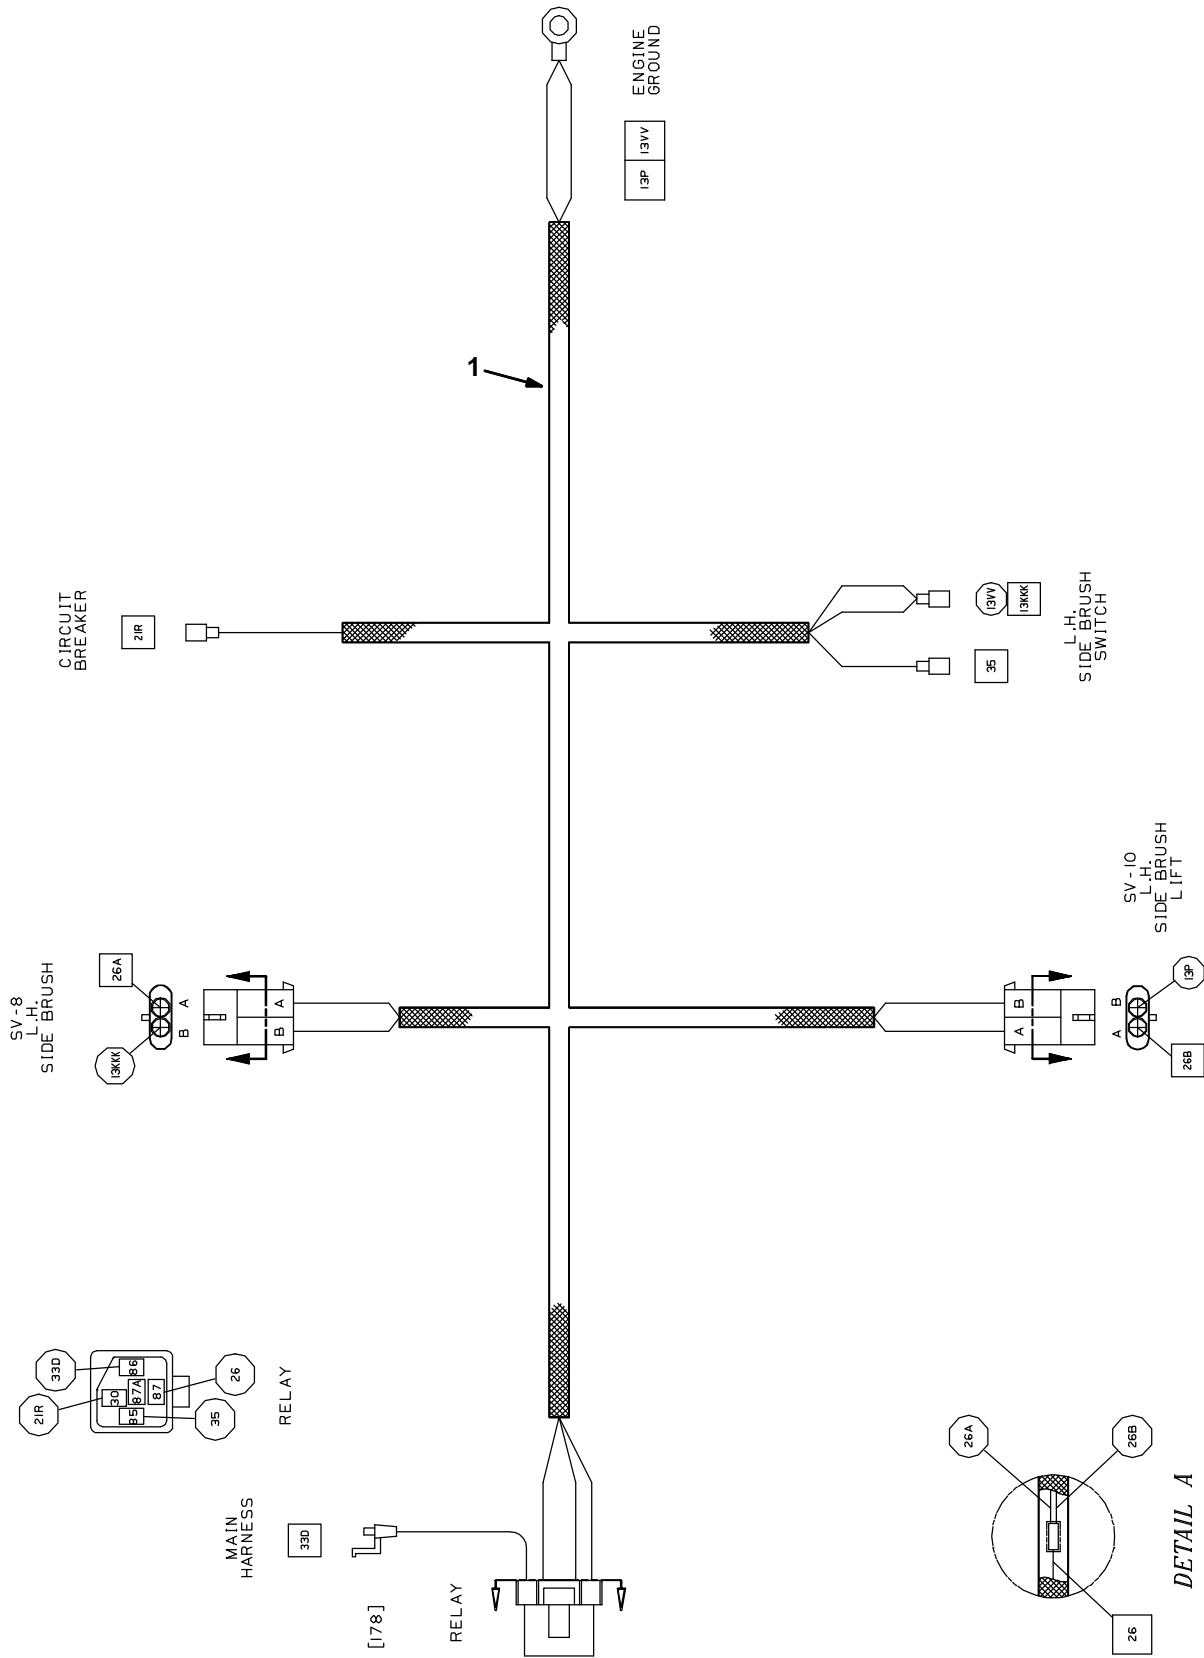 SV-8
L.H.
SIDE BRUSH
26A
13KKK
B A
B A
CIRCUIT
BREAKER
21R
ENGINE
GROUND
13P 13VV
1
13VV
13KKK
35
L.H.
SIDE BRUSH
SWITCH
SV-10
L.H.
SIDE BRUSH
LIFT
A B
A B
13P
26B
33D
21R
86
30
87A
87
85
26
35
RELAY
MAIN
HARNESS
33D
[178]
RELAY
26A
26B
26
DETAIL A